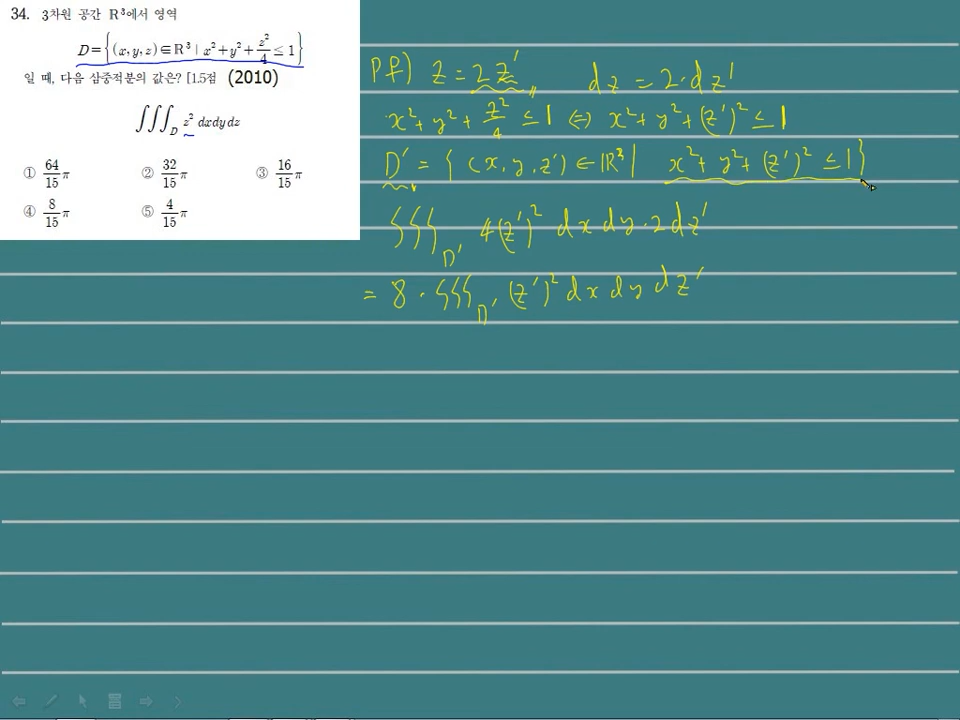 34. 3차원 공간 R³에서 영역
D={(x, y, z)∈R³ | x²+y²+z²/4 ≤ 1}
일 때, 다음 삼중적분의 값은? [1.5점 (2010)
∭_D z² dxdydz
① 64/15 π ② 32/15 π ③ 16/15 π
④ 8/15 π ⑤ 4/15 π
Pf) z = 2z′ dz = 2·dz′
x²+y²+z²/4 ≤ 1 ⇔ x²+y²+(z′)² ≤ 1
D′ = {(x, y, z′) ∈ R³ | x²+y²+(z′)² ≤ 1}
∭_D′ 4(z′)² dx dy·2dz′
= 8·∭_D′ (z′)² dx dy dz′